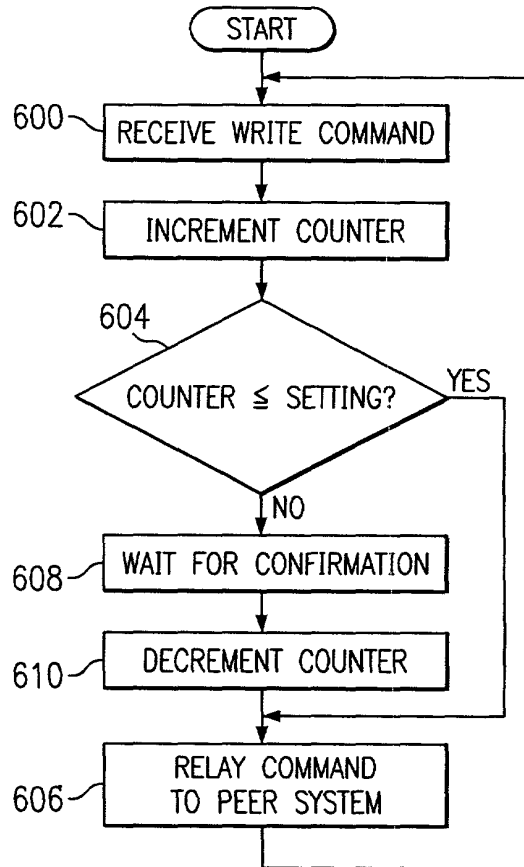 START
600
RECEIVE WRITE COMMAND
602
INCREMENT COUNTER
604
COUNTER ≦ SETTING?
YES
NO
608
WAIT FOR CONFIRMATION
610
DECREMENT COUNTER
606
RELAY COMMAND
TO PEER SYSTEM